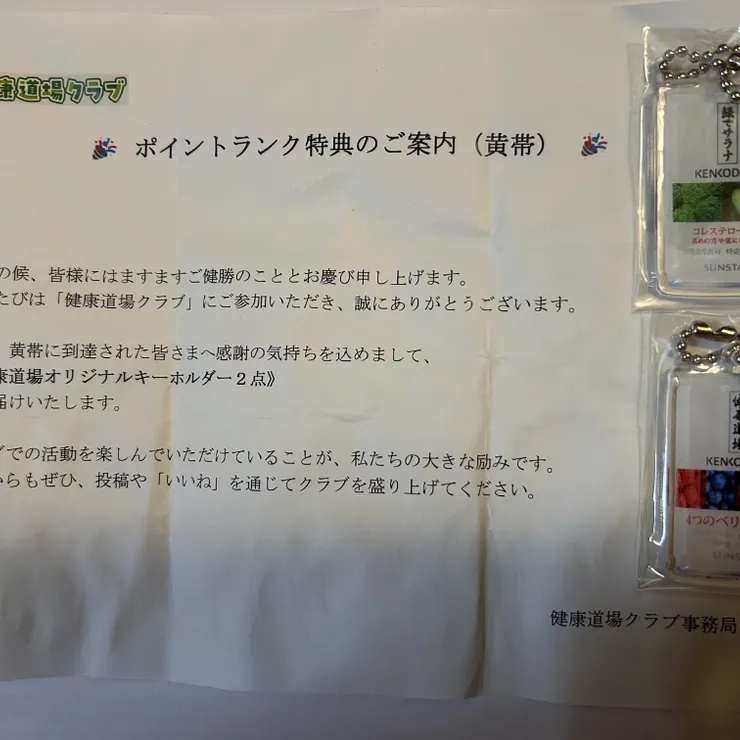 康道場クラブ
ポイントランク特典のご案内（黄帯）
の候、皆様にはますますご健勝のこととお慶び申し上げます。
たびは「健康道場クラブ」にご参加いただき、誠にありがとうございます。
黄帯に到達された皆さまへ感謝の気持ちを込めまして、
康道場オリジナルキーホルダー２点》
届けいたします。
ブでの活動を楽しんでいただけていることが、私たちの大きな励みです。
からもぜひ、投稿や「いいね」を通じてクラブを盛り上げてください。
健康道場クラブ事務局
緑でサラナ
KENKOD
コレステロー
SUNSTA
健康道場
KENKO
4つのベリ
SUNST